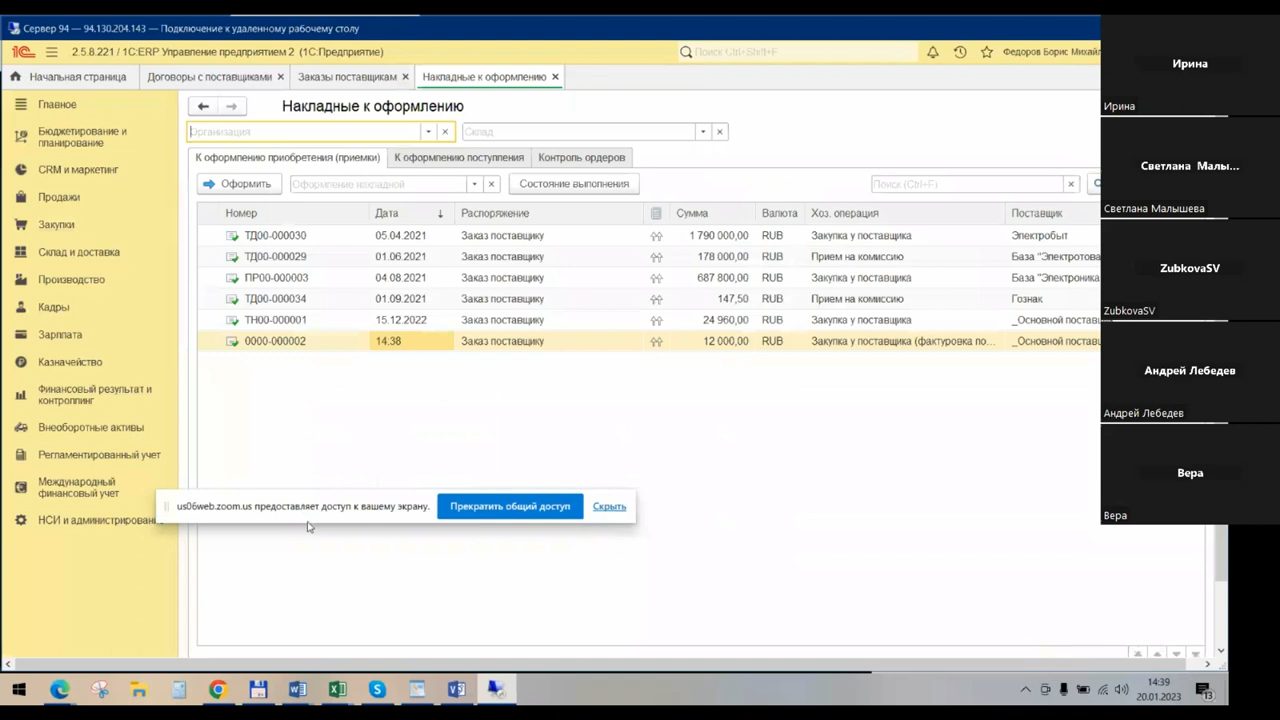 Сервер 94 — 94.130.204.143 — Подключение к удаленному рабочему столу
2.5.8.221 / 1C:ERP Управление предприятием 2 (1С:Предприятие)
Поиск Ctrl+Shift+F
Федоров Борис Михайл
Начальная страница
Договоры с поставщиками
Заказы поставщикам
Накладные к оформлению
Главное
Бюджетирование и
планирование
CRM и маркетинг
Продажи
Закупки
Склад и доставка
Производство
Кадры
Зарплата
Казначейство
Финансовый результат и
контроллинг
Внеоборотные активы
Регламентированный учет
Международный
финансовый учет
НСИ и администрирован
Накладные к оформлению
Организация
Склад
К оформлению приобретения (приемки) К оформлению поступления Контроль ордеров
Оформить Оформление накладной Состояние выполнения Поиск (Ctrl+F)
Номер Дата Распоряжение Сумма Валюта Хоз. операция Поставщик
ТД00-000030 05.04.2021 Заказ поставщику 1 790 000,00 RUB Закупка у поставщика Электробыт
ТД00-000029 01.06.2021 Заказ поставщику 178 000,00 RUB Прием на комиссию База "Электротова
ПР00-000003 04.08.2021 Заказ поставщику 687 800,00 RUB Закупка у поставщика База "Электроника
ТД00-000034 01.09.2021 Заказ поставщику 147,50 RUB Прием на комиссию Гознак
ТН00-000001 15.12.2022 Заказ поставщику 24 960,00 RUB Закупка у поставщика _Основной постав
0000-000002 14:38 Заказ поставщику 12 000,00 RUB Закупка у поставщика (фактуровка по... _Основной постав
us06web.zoom.us предоставляет доступ к вашему экрану.
Прекратить общий доступ
Скрыть
Ирина
Ирина
Светлана Малы...
Светлана Малышева
ZubkovaSV
ZubkovaSV
Андрей Лебедев
Андрей Лебедев
Вера
Вера
14:39
20.01.2023
13